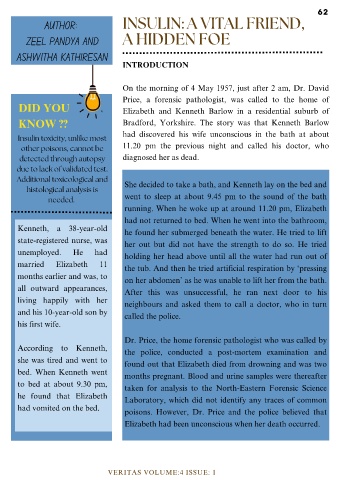 62
AUTHOR:
ZEEL PANDYA AND
ASHWITHA KATHIRESAN
INSULIN: A VITAL FRIEND,
A HIDDEN FOE
INTRODUCTION
On the morning of 4 May 1957, just after 2 am, Dr. David
Price, a forensic pathologist, was called to the home of
Elizabeth and Kenneth Barlow in a residential suburb of
Bradford, Yorkshire. The story was that Kenneth Barlow
had discovered his wife unconscious in the bath at about
11.20 pm the previous night and called his doctor, who
diagnosed her as dead.
DID YOU
KNOW ??
Insulin toxicity, unlike most
other poisons, cannot be
detected through autopsy
due to lack of validated test.
Additional toxicological and
histological analysis is
needed.
Kenneth, a 38-year-old
state-registered nurse, was
unemployed. He had
married Elizabeth 11
months earlier and was, to
all outward appearances,
living happily with her
and his 10-year-old son by
his first wife.
According to Kenneth,
she was tired and went to
bed. When Kenneth went
to bed at about 9.30 pm,
he found that Elizabeth
had vomited on the bed.
She decided to take a bath, and Kenneth lay on the bed and
went to sleep at about 9.45 pm to the sound of the bath
running. When he woke up at around 11.20 pm, Elizabeth
had not returned to bed. When he went into the bathroom,
he found her submerged beneath the water. He tried to lift
her out but did not have the strength to do so. He tried
holding her head above until all the water had run out of
the tub. And then he tried artificial respiration by ‘pressing
on her abdomen’ as he was unable to lift her from the bath.
After this was unsuccessful, he ran next door to his
neighbours and asked them to call a doctor, who in turn
called the police.
Dr. Price, the home forensic pathologist who was called by
the police, conducted a post-mortem examination and
found out that Elizabeth died from drowning and was two
months pregnant. Blood and urine samples were thereafter
taken for analysis to the North-Eastern Forensic Science
Laboratory, which did not identify any traces of common
poisons. However, Dr. Price and the police believed that
Elizabeth had been unconscious when her death occurred.
VERITAS VOLUME:4 ISSUE: 1